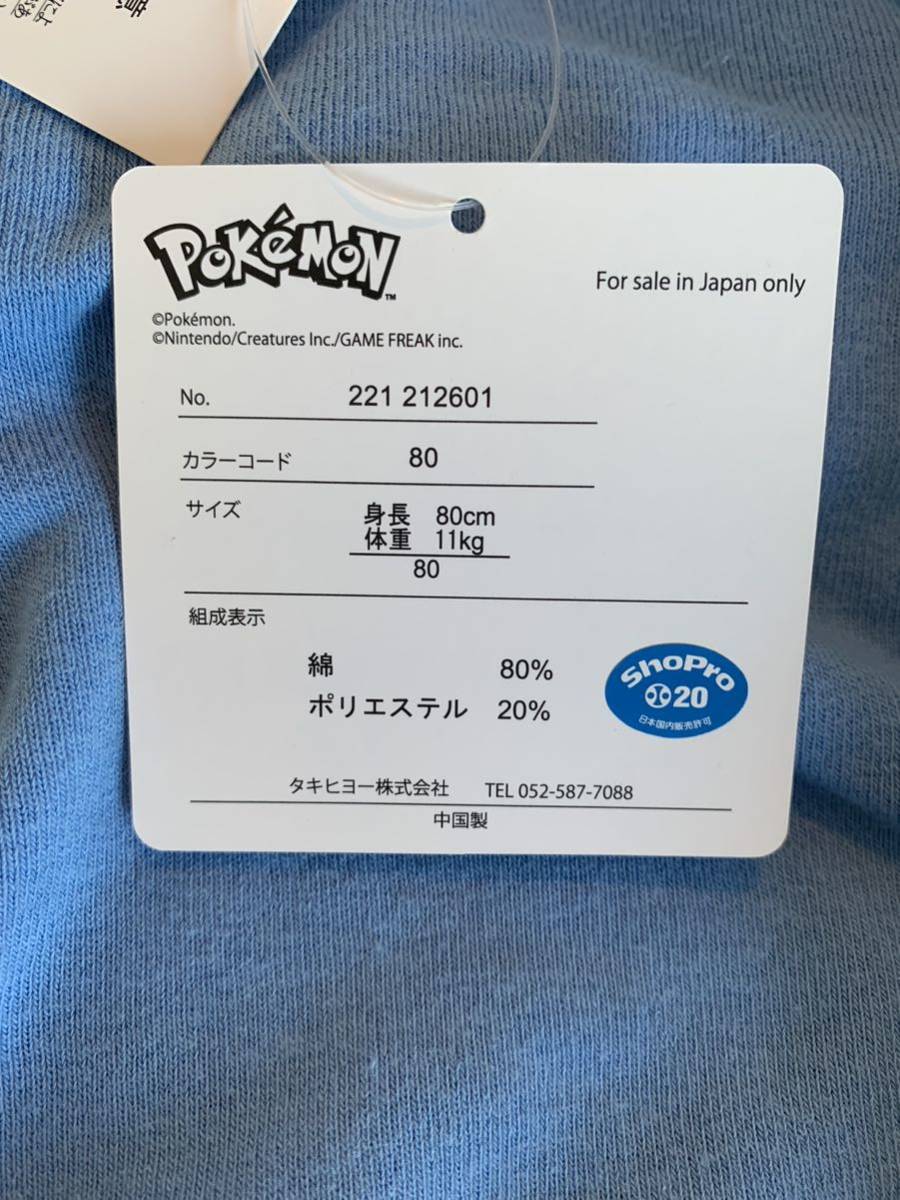 Pokémon™
For sale in Japan only
©Pokémon.
©Nintendo/Creatures Inc./GAME FREAK inc.
No. 221 212601
カラーコード 80
サイズ
身長 80cm
体重 11kg
80
組成表示
綿 80%
ポリエステル 20%
ShoPro
20
日本国内販売許可
タキヒヨー株式会社 TEL 052-587-7088
中国製